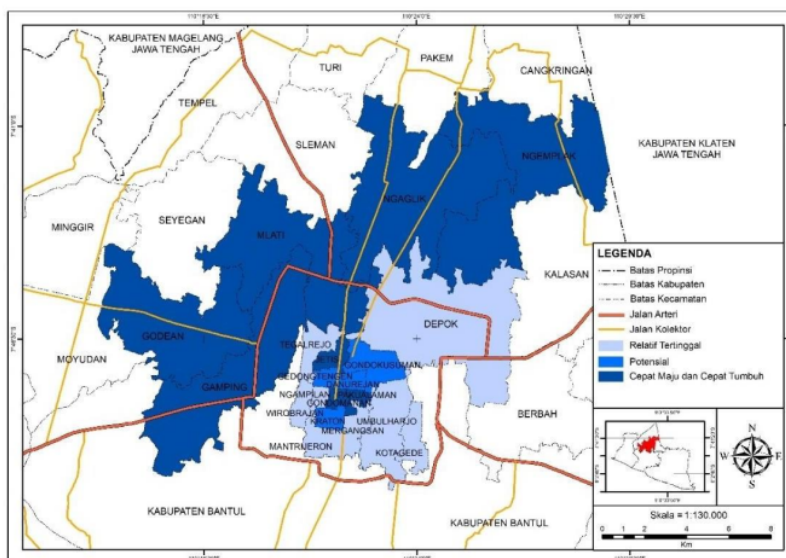 KABUPATEN MAGELANG
JAWA TENGAH
TURI
PAKEM
CANGKRINGAN
TEMPEL
SLEMAN
KABUPATEN KLATEN
JAWA TENGAH
NGEMPLAK
NGAGLIK
MINGGIR
SEYEGAN
MLATI
KALASAN
GODEAN
DEPOK
MOYUDAN
TEGALREJO
JETIS
GONDOKUSUMAN
GEDONGTENGEN
DANUREJAN
GAMPING
NGAMPILAN
PAKUALAMAN
GONDOMANAN
WIROBRAJAN
KRATON
UMBULHARJO
MERGANGSAN
BERBAH
MANTRIJERON
KOTAGEDE
KABUPATEN BANTUL
KABUPATEN BANTUL
LEGENDA
Batas Propinsi
Batas Kabupaten
Batas Kecamatan
Jalan Arteri
Jalan Kolektor
Relatif Tertinggal
Potensial
Cepat Maju dan Cepat Tumbuh
N
W
E
S
Skala = 1:130.000
0 1 2 4 6 8
Km